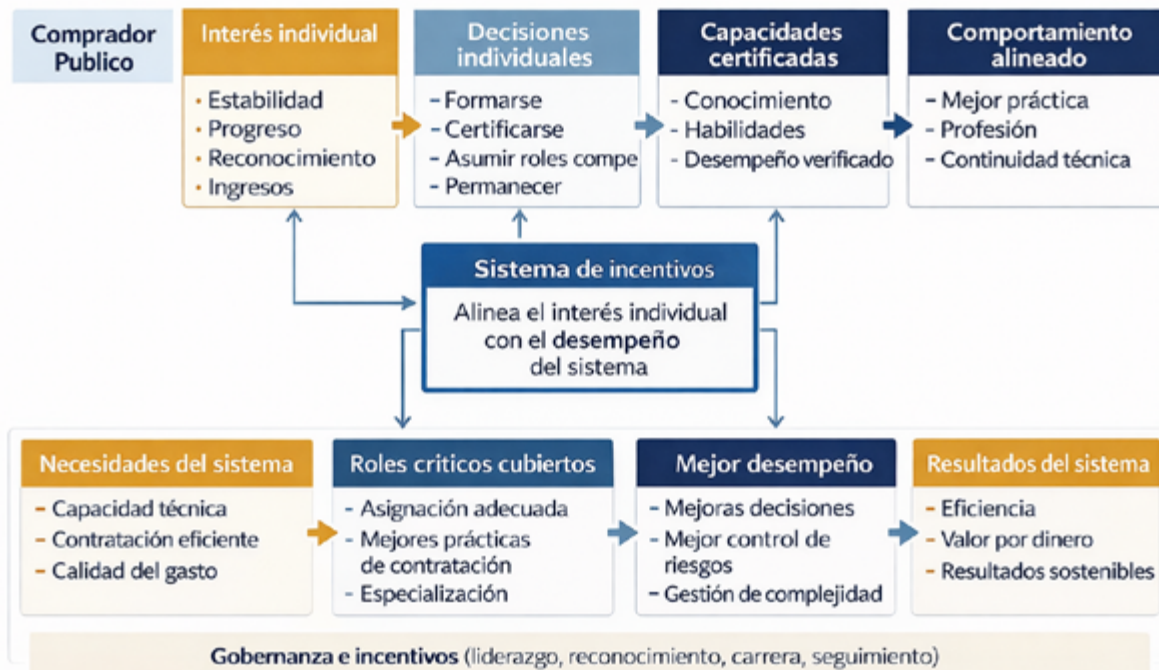 Comprador
Publico
Interés individual
· Estabilidad
· Progreso
· Reconocimiento
· Ingresos
Decisiones
individuales
- Formarse
- Certificarse
- Asumir roles compe
- Permanecer
Capacidades
certificadas
- Conocimiento
- Habilidades
- Desempeño verificado
Comportamiento
alineado
- Mejor práctica
- Profesión
- Continuidad técnica
Sistema de incentivos
Alinea el interés individual
con el desempeño
del sistema
Necesidades del sistema
- Capacidad técnica
- Contratación eficiente
- Calidad del gasto
Roles criticos cubiertos
- Asignación adecuada
- Mejores prácticas
de contratación
- Especialización
Mejor desempeño
- Mejoras decisiones
- Mejor control de
riesgos
- Gestión de complejidad
Resultados del sistema
- Eficiencia
- Valor por dinero
- Resultados sostenibles
Gobernanza e incentivos (liderazgo, reconocimiento, carrera, seguimiento)